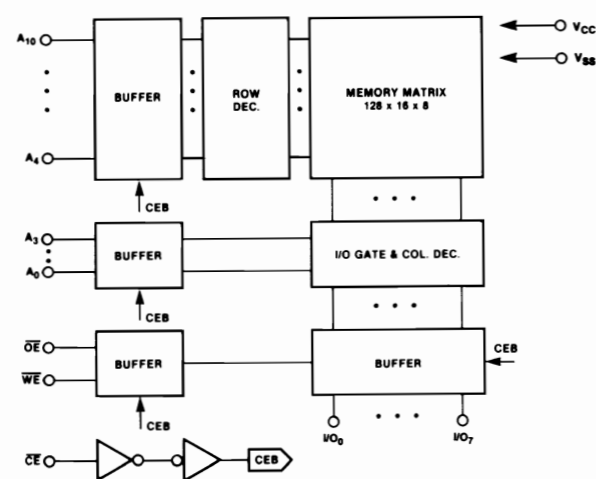 A10
VCC
VSS
BUFFER
ROW
DEC.
MEMORY MATRIX
128 x 16 x 8
A4
CEB
A3
A0
BUFFER
I/O GATE & COL. DEC.
CEB
OE
WE
BUFFER
BUFFER
CEB
CEB
I/O0
I/O7
CE
CEB